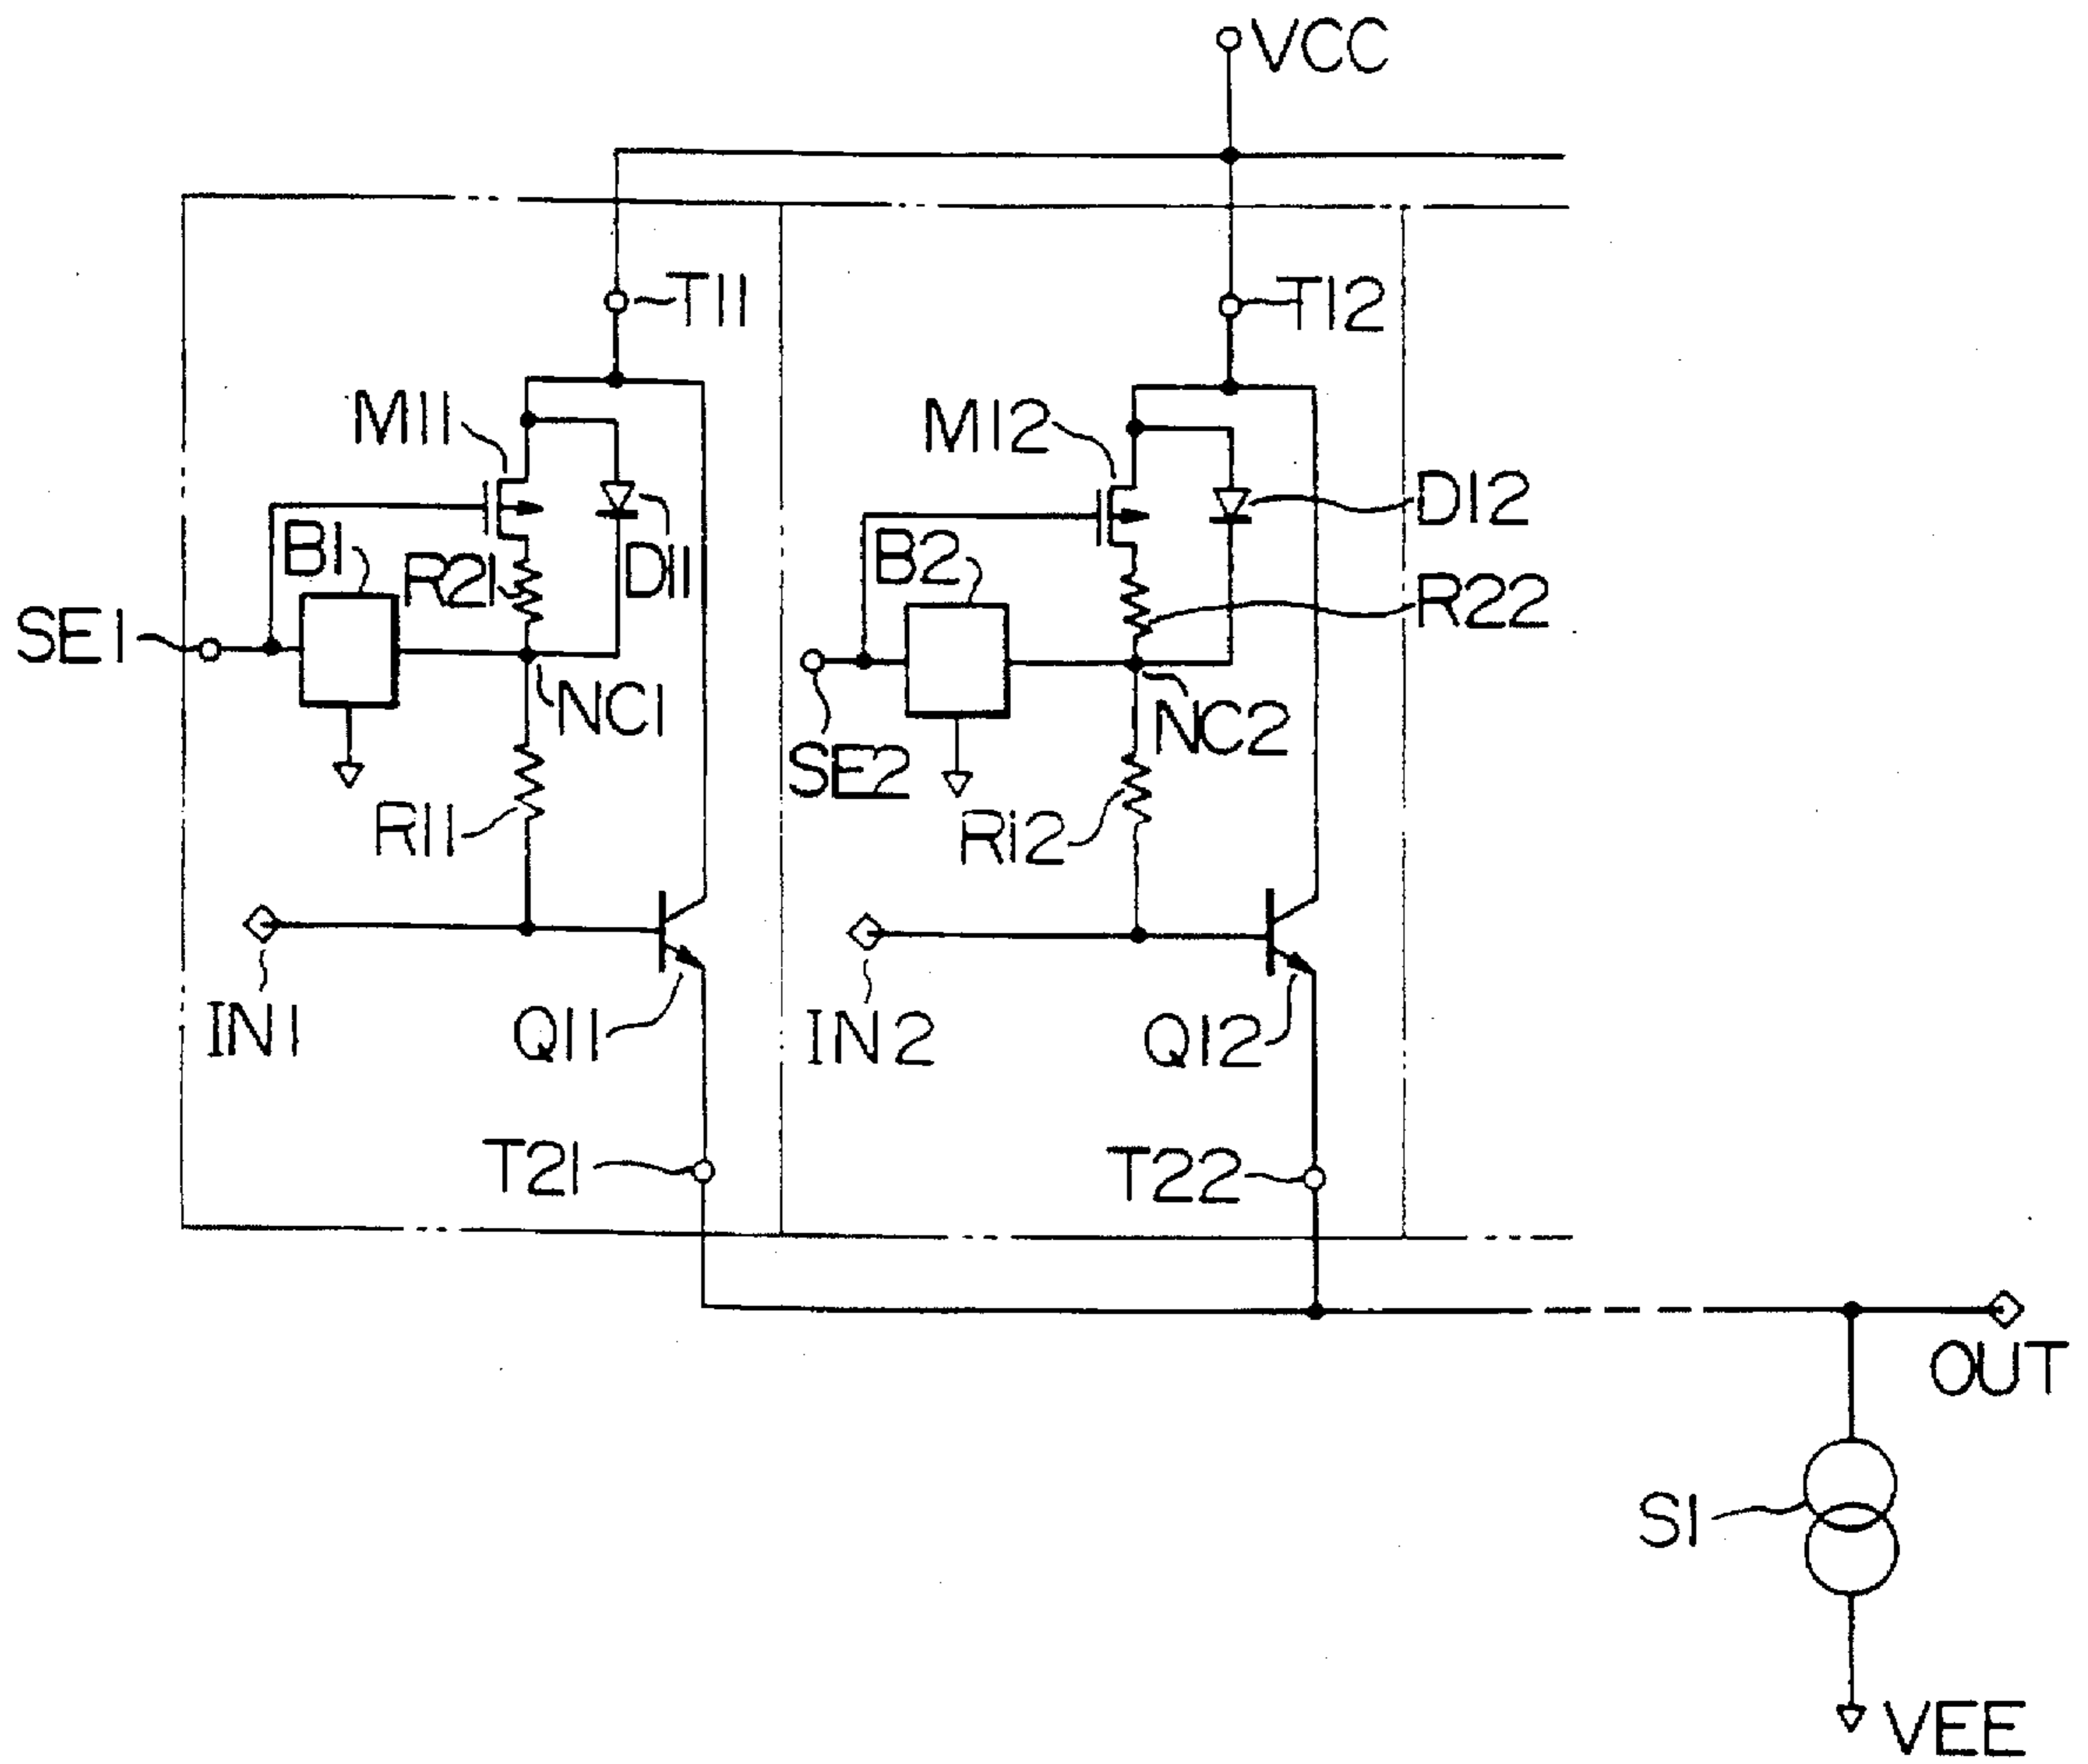 VCC
T11
T12
M11
M12
D12
B1
R21
D11
B2
R22
SE1
NC1
NC2
SE2
R11
Ri2
IN1
Q11
IN2
Q12
T21
T22
OUT
S1
VEE